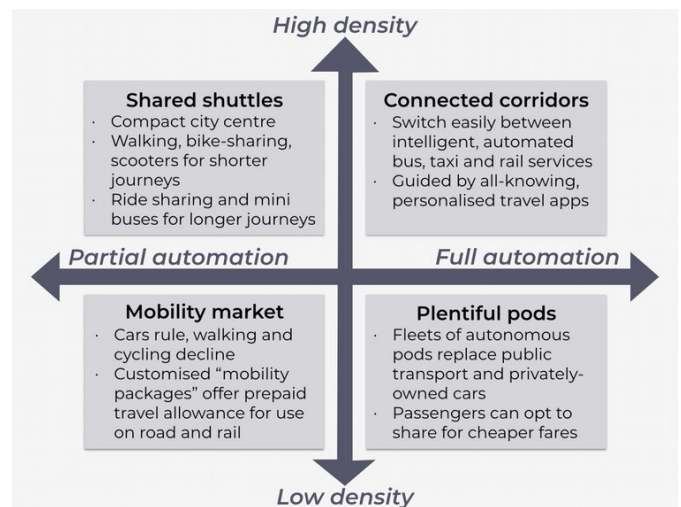 High density
Shared shuttles
· Compact city centre
· Walking, bike-sharing,
scooters for shorter
journeys
· Ride sharing and mini
buses for longer journeys
Connected corridors
· Switch easily between
intelligent, automated
bus, taxi and rail services
· Guided by all-knowing,
personalised travel apps
Partial automation
Full automation
Mobility market
· Cars rule, walking and
cycling decline
· Customised “mobility
packages” offer prepaid
travel allowance for use
on road and rail
Plentiful pods
· Fleets of autonomous
pods replace public
transport and privately-
owned cars
· Passengers can opt to
share for cheaper fares
Low density